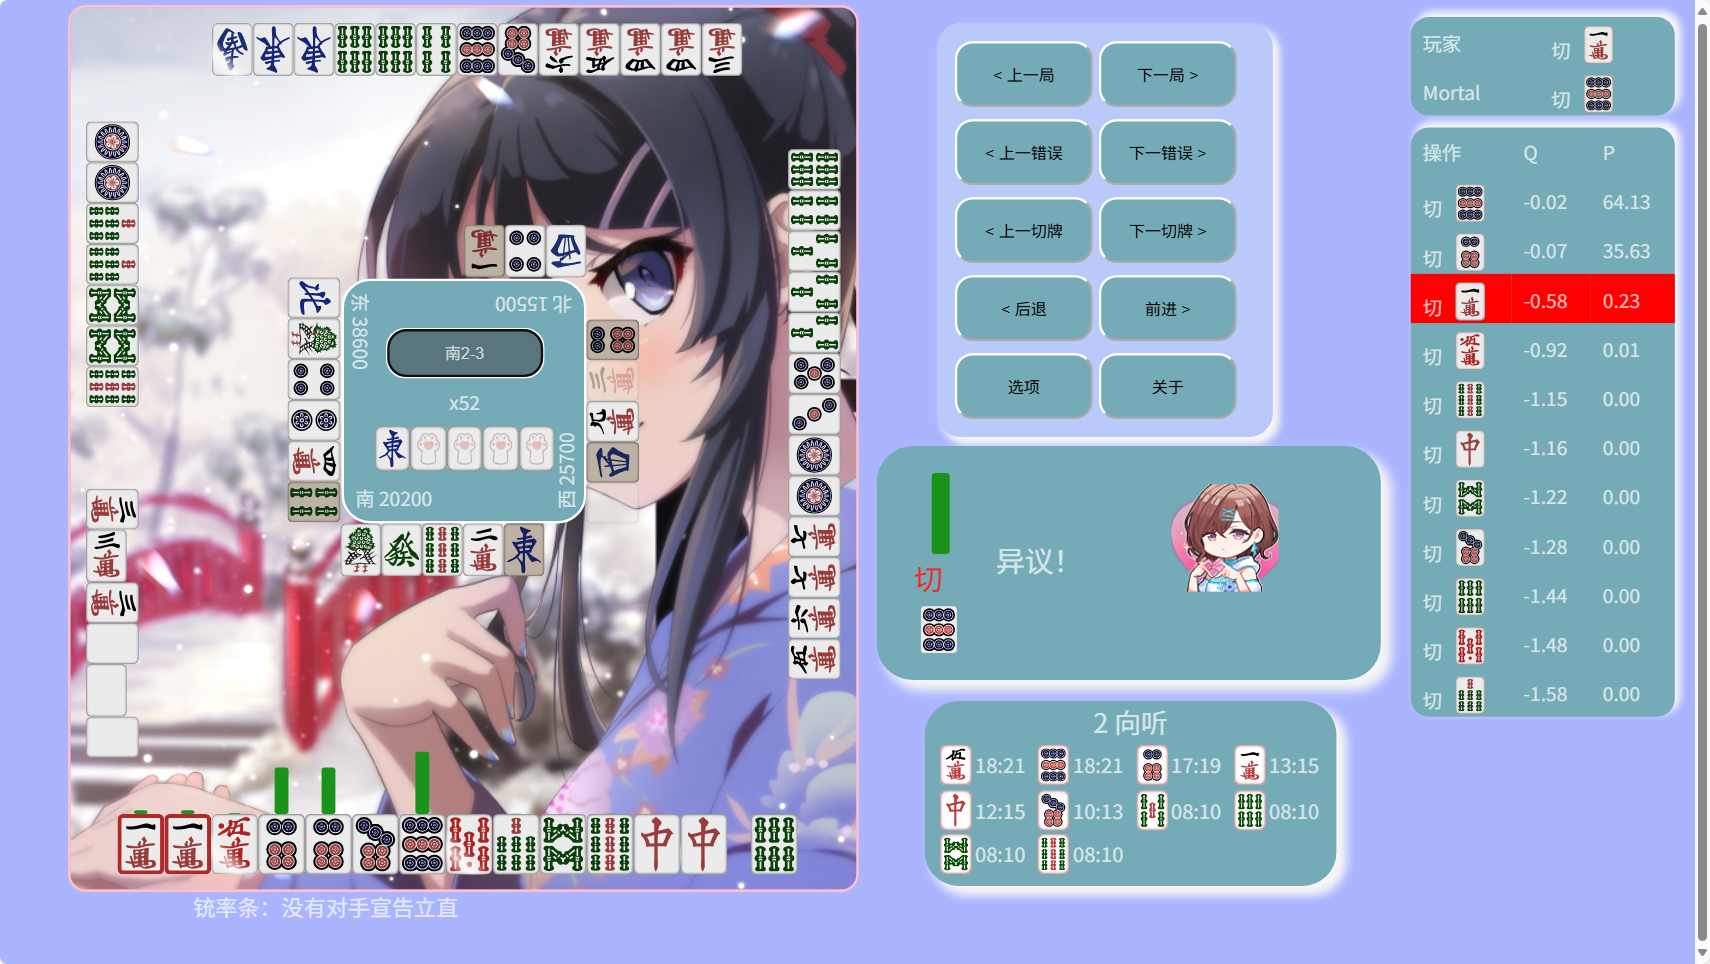 东 38600
北 15500
南2-3
x52
南 20200
西 25700
铳率条：没有对手宣告立直
< 上一局
下一局 >
< 上一错误
下一错误 >
< 上一切牌
下一切牌 >
< 后退
前进 >
选项
关于
切
异议！
2 向听
18:21 18:21 17:19 13:15
12:15 10:13 08:10 08:10
08:10 08:10
玩家 切
Mortal 切
操作 Q P
切 -0.02 64.13
切 -0.07 35.63
切 -0.58 0.23
切 -0.92 0.01
切 -1.15 0.00
切 -1.16 0.00
切 -1.22 0.00
切 -1.28 0.00
切 -1.44 0.00
切 -1.48 0.00
切 -1.58 0.00